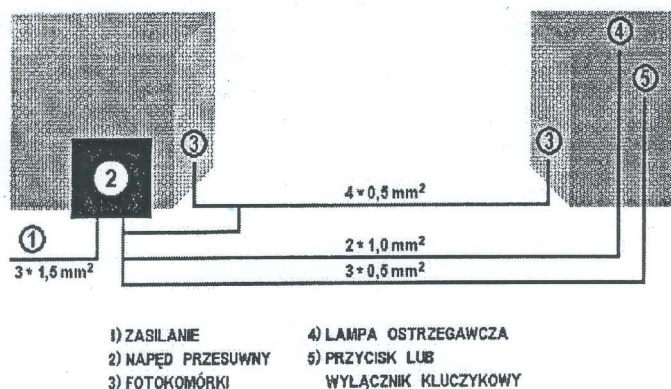 4
5
3
3
2
4 * 0,5 mm²
1
2 * 1,0 mm²
3 * 1,5 mm²
3 * 0,5 mm²
1) ZASILANIE
2) NAPĘD PRZESUWNY
3) FOTOKOMÓRKI
4) LAMPA OSTRZEGAWCZA
5) PRZYCISK LUB
WYŁĄCZNIK KLUCZYKOWY